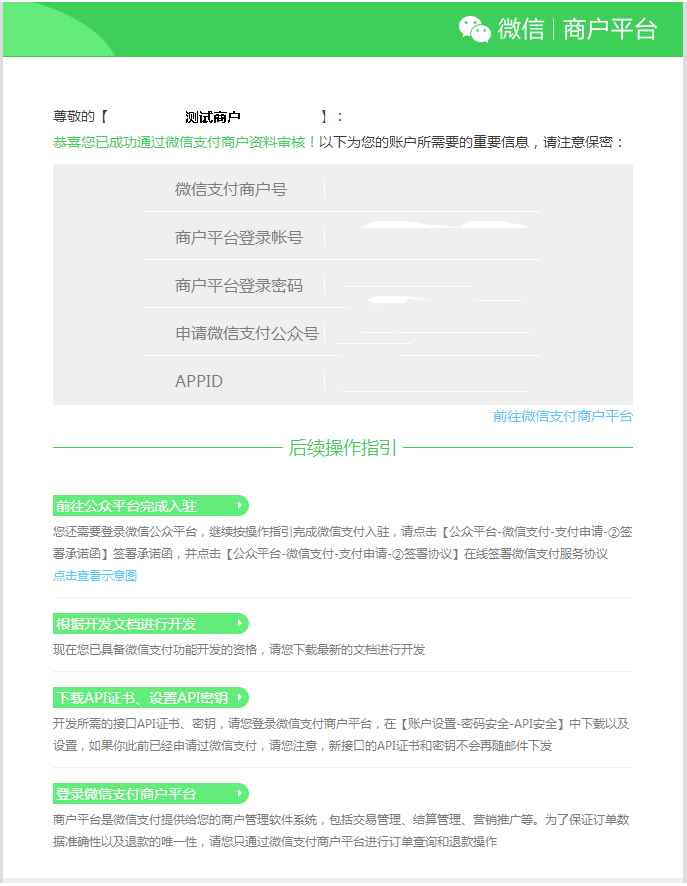 微信 | 商户平台
尊敬的【 测试商户 】：
恭喜您已成功通过微信支付商户资料审核！以下为您的账户所需要的重要信息，请注意保密：
微信支付商户号
商户平台登录帐号
商户平台登录密码
申请微信支付公众号
APPID
前往微信支付商户平台
后续操作指引
前往公众平台完成入驻
您还需要登录微信公众平台，继续按操作指引完成微信支付入驻，请点击【公众平台-微信支付-支付申请-②签
署承诺函】签署承诺函，并点击【公众平台-微信支付-支付申请-②签署协议】在线签署微信支付服务协议
点击查看示意图
根据开发文档进行开发
现在您已具备微信支付功能开发的资格，请您下载最新的文档进行开发
下载API证书、设置API密钥
开发所需的接口API证书、密钥，请您登录微信支付商户平台，在【账户设置-密码安全-API安全】中下载以及
设置，如果你此前已经申请过微信支付，请您注意，新接口的API证书和密钥不会再随邮件下发
登录微信支付商户平台
商户平台是微信支付提供给您的商户管理软件系统，包括交易管理、结算管理、营销推广等。为了保证订单数
据准确性以及退款的唯一性，请您只通过微信支付商户平台进行订单查询和退款操作